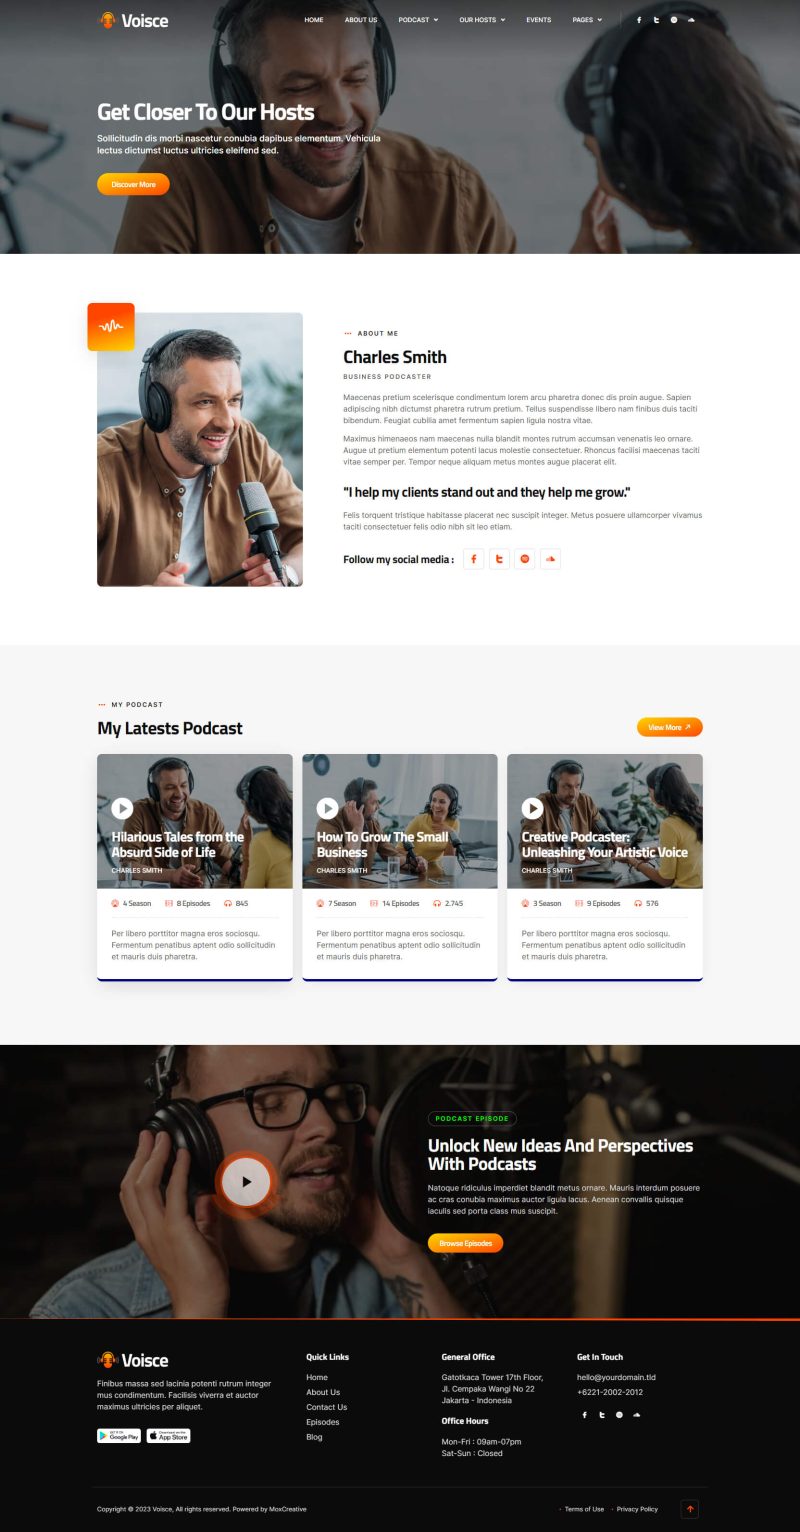 Voisce
HOME ABOUT US PODCAST OUR HOSTS EVENTS PAGES
Get Closer To Our Hosts
Sollicitudin dis morbi nascetur conubia dapibus elementum. Vehicula
lectus dictumst luctus ultricies eleifend sed.
Discover More
ABOUT ME
Charles Smith
BUSINESS PODCASTER
Maecenas pretium scelerisque condimentum lorem arcu pharetra donec dis proin augue. Sapien
adipiscing nibh dictumst pharetra rutrum pretium. Tellus suspendisse libero nam finibus duis taciti
bibendum. Feugiat cubilia amet fermentum sapien ligula nostra vitae.
Maximus himenaeos nam maecenas nulla blandit montes rutrum accumsan venenatis leo ornare.
Augue ut pretium elementum potenti lacus molestie consectetuer. Rhoncus facilisi maecenas taciti
vitae semper per. Tempor neque aliquam metus montes augue placerat elit.
"I help my clients stand out and they help me grow."
Felis torquent tristique habitasse placerat nec suscipit integer. Metus posuere ullamcorper vivamus
taciti consectetuer felis odio nibh sit leo etiam.
Follow my social media :
MY PODCAST
My Latests Podcast
View More
Hilarious Tales from the
Absurd Side of Life
CHARLES SMITH
4 Season 8 Episodes 845
Per libero porttitor magna eros sociosqu.
Fermentum penatibus aptent odio sollicitudin
et mauris duis pharetra.
How To Grow The Small
Business
CHARLES SMITH
7 Season 14 Episodes 2.745
Per libero porttitor magna eros sociosqu.
Fermentum penatibus aptent odio sollicitudin
et mauris duis pharetra.
Creative Podcaster:
Unleashing Your Artistic Voice
CHARLES SMITH
3 Season 9 Episodes 576
Per libero porttitor magna eros sociosqu.
Fermentum penatibus aptent odio sollicitudin
et mauris duis pharetra.
PODCAST EPISODE
Unlock New Ideas And Perspectives
With Podcasts
Natoque ridiculus imperdiet blandit metus ornare. Mauris interdum posuere
ac cras conubia maximus auctor ligula lacus. Aenean convallis quisque
iaculis sed porta class mus suscipit.
Browse Episodes
Voisce
Finibus massa sed lacinia potenti rutrum integer
mus condimentum. Facilisis viverra et auctor
maximus ultricies per aliquet.
GET IT ON
Google Play
Download on the
App Store
Quick Links
Home
About Us
Contact Us
Episodes
Blog
General Office
Gatotkaca Tower 17th Floor,
Jl. Cempaka Wangi No 22
Jakarta - Indonesia
Office Hours
Mon-Fri : 09am-07pm
Sat-Sun : Closed
Get In Touch
hello@yourdomain.tld
+6221-2002-2012
Copyright © 2023 Voisce, All rights reserved. Powered by MoxCreative
Terms of Use
Privacy Policy